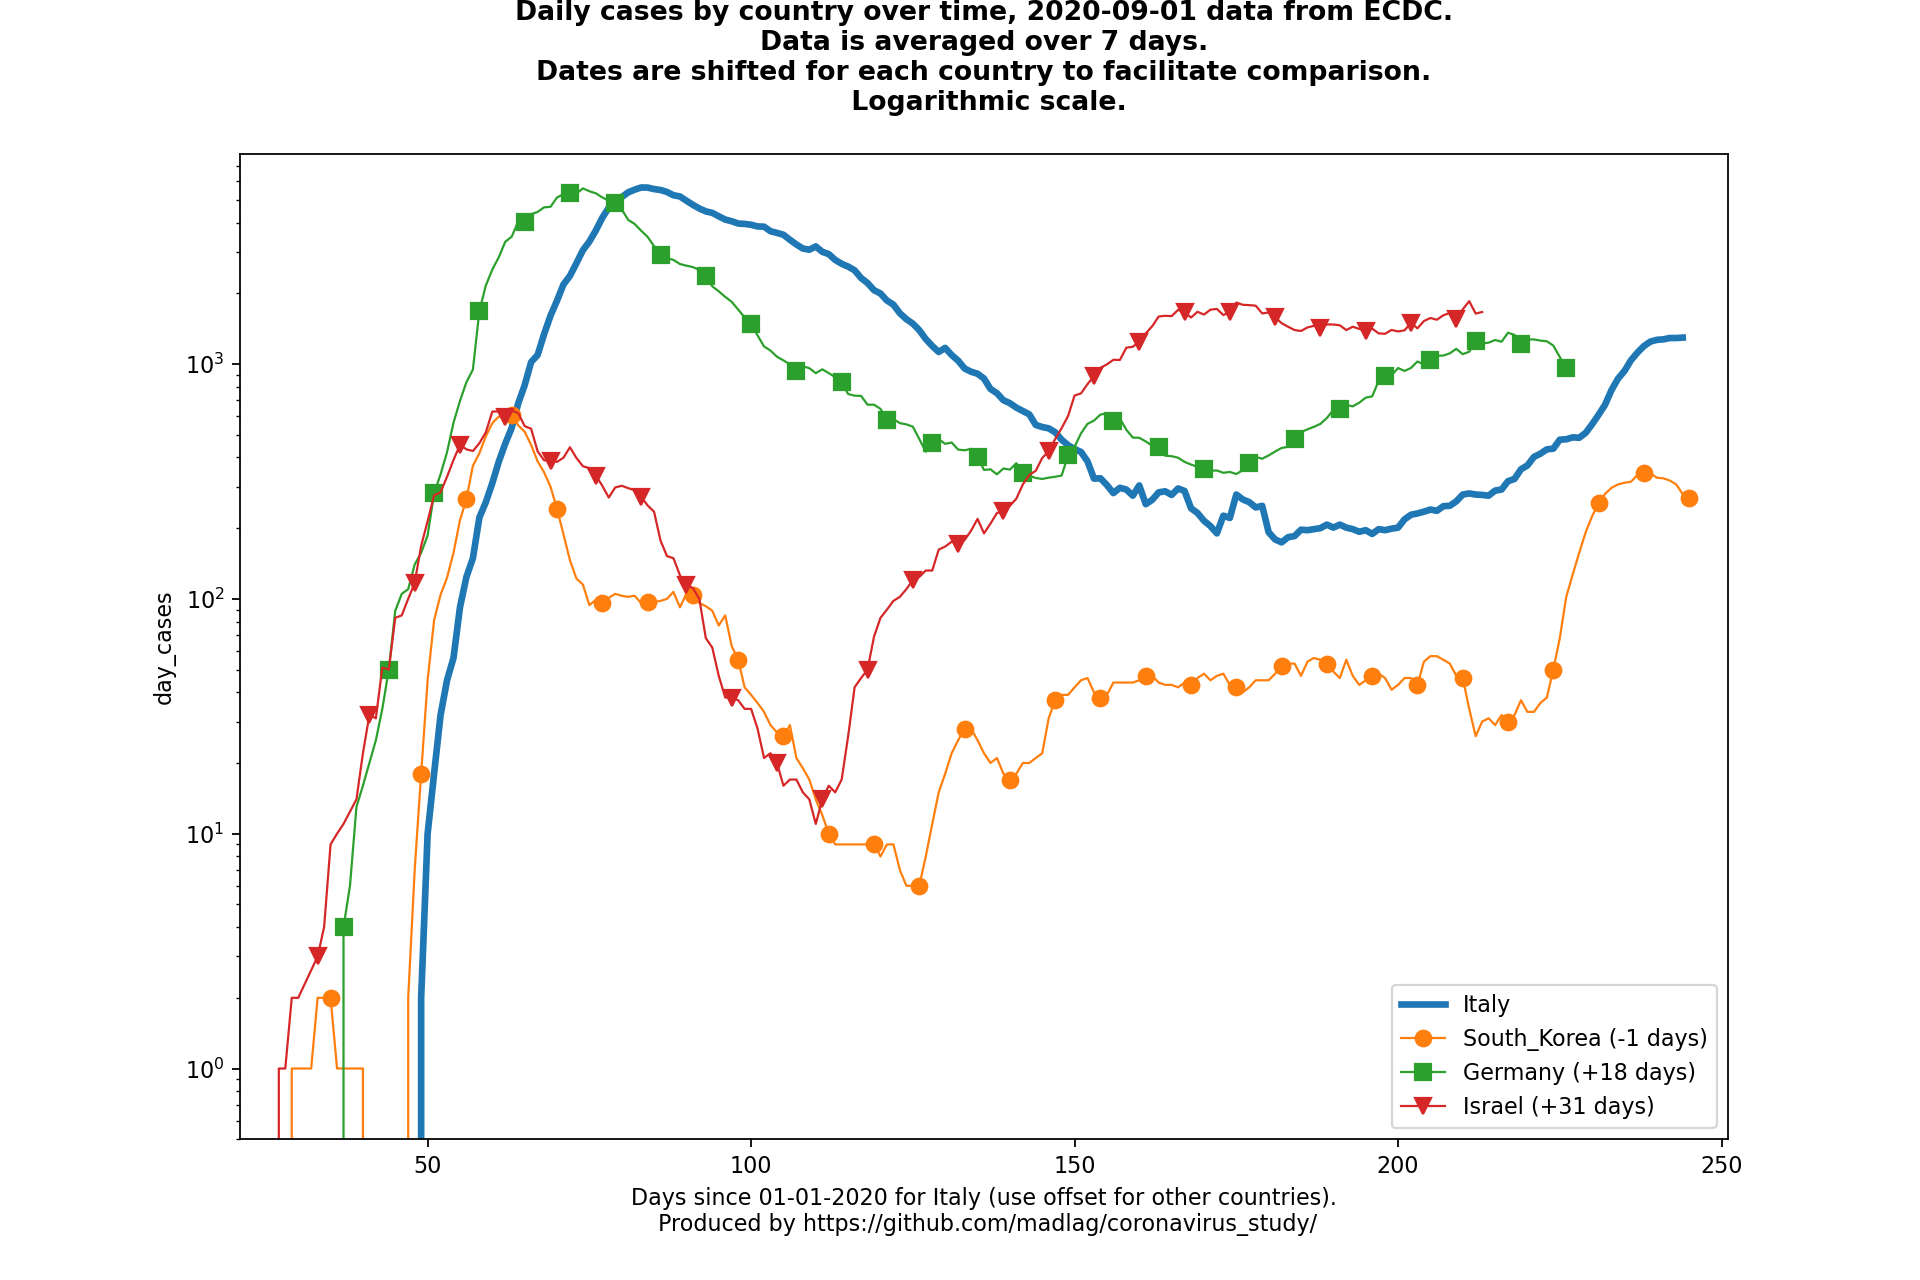 Daily cases by country over time, 2020-09-01 data from ECDC.
Data is averaged over 7 days.
Dates are shifted for each country to facilitate comparison.
Logarithmic scale.
day_cases
10³
10²
10¹
10⁰
50
100
150
200
250
Italy
South_Korea (-1 days)
Germany (+18 days)
Israel (+31 days)
Days since 01-01-2020 for Italy (use offset for other countries).
Produced by https://github.com/madlag/coronavirus_study/